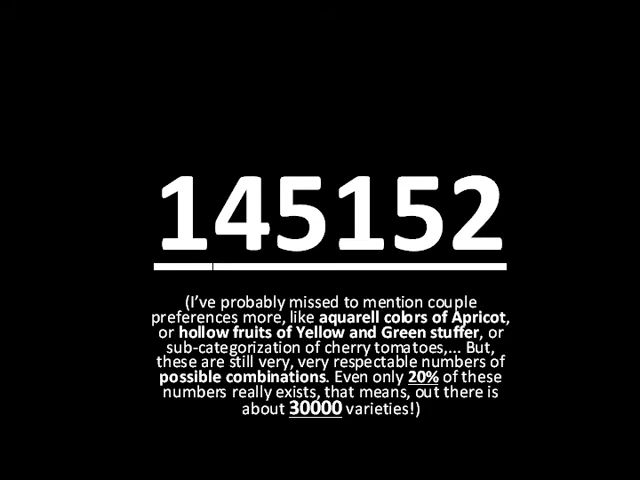 145152
(I've probably missed to mention couple
preferences more, like aquarell colors of Apricot,
or hollow fruits of Yellow and Green stuffer, or
sub-categorization of cherry tomatoes,... But,
these are still very, very respectable numbers of
possible combinations. Even only 20% of these
numbers really exists, that means, out there is
about 30000 varieties!)